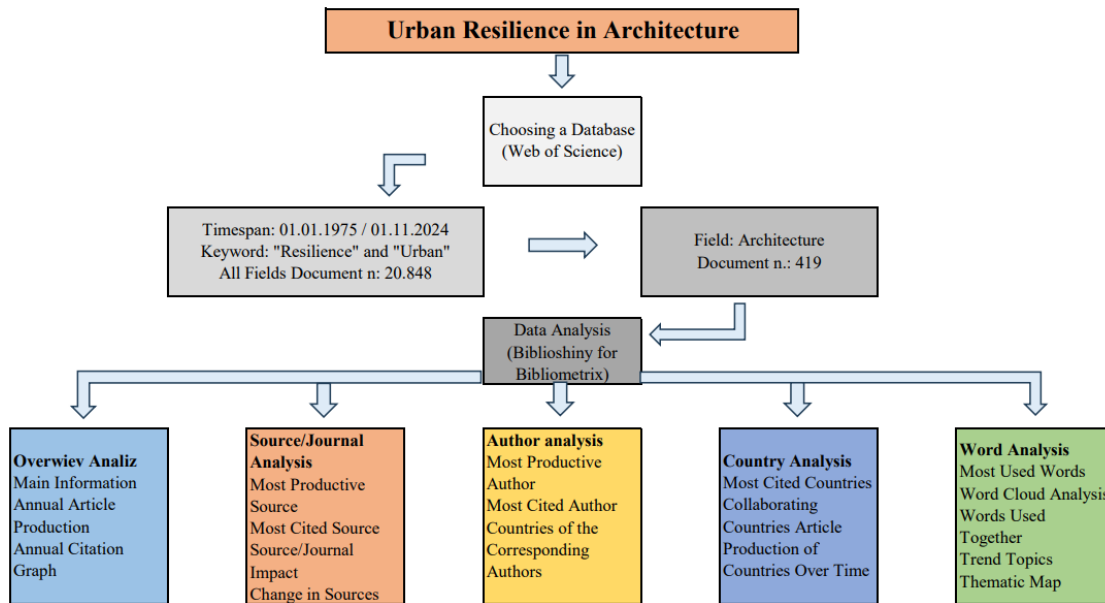 Urban Resilience in Architecture
Choosing a Database
(Web of Science)
Timespan: 01.01.1975 / 01.11.2024
Keyword: "Resilience" and "Urban"
All Fields Document n: 20.848
Field: Architecture
Document n.: 419
Data Analysis
(Biblioshiny for
Bibliometrix)
Overwiev Analiz
Main Information
Annual Article
Production
Annual Citation
Graph
Source/Journal
Analysis
Most Productive
Source
Most Cited Source
Source/Journal
Impact
Change in Sources
Author analysis
Most Productive
Author
Most Cited Author
Countries of the
Corresponding
Authors
Country Analysis
Most Cited Countries
Collaborating
Countries Article
Production of
Countries Over Time
Word Analysis
Most Used Words
Word Cloud Analysis
Words Used
Together
Trend Topics
Thematic Map